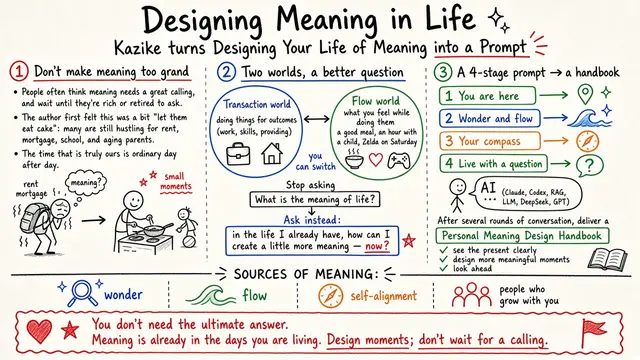 Designing Meaning in Life
Kazike turns Designing Your Life of Meaning into a Prompt
1 Don't make meaning too grand
• People often think meaning needs a great calling,
and wait until they're rich or retired to ask.
• The author first felt this was a bit "let them
eat cake": many are still hustling for rent,
mortgage, school, and aging parents.
• The time that is truly ours is ordinary day
after day.
rent
mortgage
meaning?
small
moments
2 Two worlds, a better question
Transaction world
doing things for outcomes
(work, skills, providing)
Flow world
what you feel while
doing them
a good meal, an hour with
a child, Zelda on Saturday
you
can switch
Stop asking
What is the meaning of life?
Ask instead:
in the life I already have, how can I
create a little more meaning — now?
3 A 4-stage prompt → a handbook
1 You are here
2 Wonder and flow
3 Your compass
4 Live with a question
?
AI ...
(Claude, Codex, RAG,
LLM, DeepSeek, GPT)
After several rounds of conversation, deliver a
Personal Meaning Design Handbook
✓ see the present clearly
✓ design more meaningful moments
✓ look ahead
SOURCES OF MEANING:
wonder
flow
self-alignment
people who
grow with you
You don't need the ultimate answer.
Meaning is already in the days you are living. Design moments; don't wait for a calling.